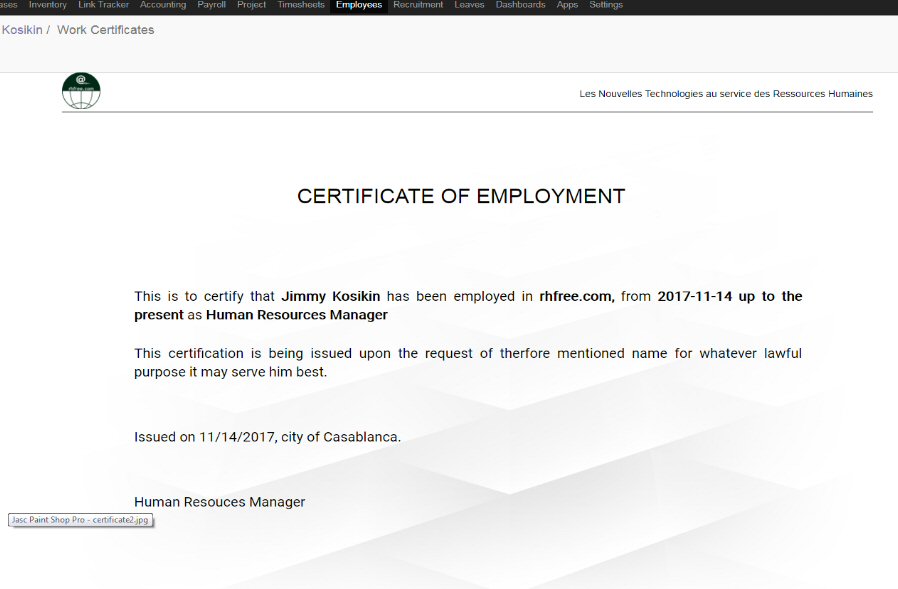 ases Inventory Link Tracker Accounting Payroll Project Timesheets Employees Recruitment Leaves Dashboards Apps Settings
Kosikin / Work Certificates
@
rhfree.com
Les Nouvelles Technologies au service des Ressources Humaines
CERTIFICATE OF EMPLOYMENT
This is to certify that Jimmy Kosikin has been employed in rhfree.com, from 2017-11-14 up to the
present as Human Resources Manager
This certification is being issued upon the request of therfore mentioned name for whatever lawful
purpose it may serve him best.
Issued on 11/14/2017, city of Casablanca.
Human Resouces Manager
Jasc Paint Shop Pro - certificate2.jpg